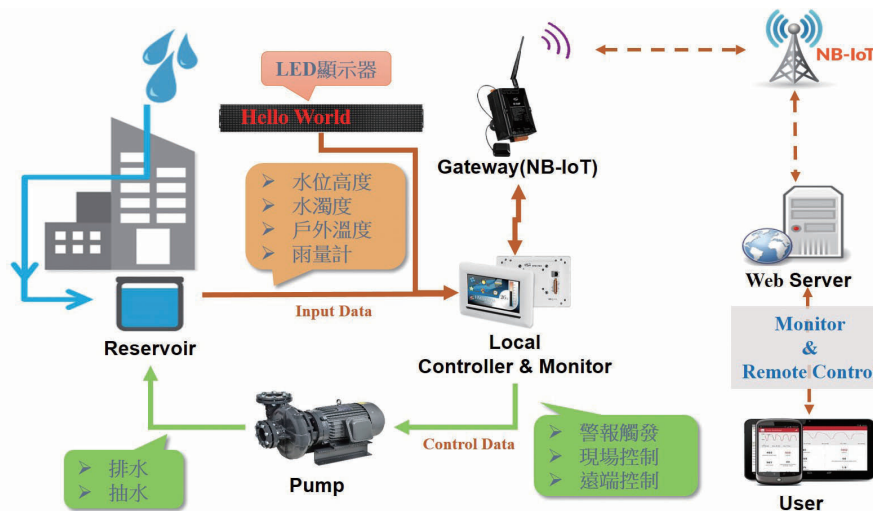 LED顯示器
Hello World
NB-IoT
Gateway(NB-IoT)
水位高度
水濁度
戶外溫度
雨量計
Web Server
Input Data
Reservoir
Local
Controller & Monitor
Monitor
&
Remote Control
Control Data
警報觸發
現場控制
遠端控制
排水
抽水
Pump
User